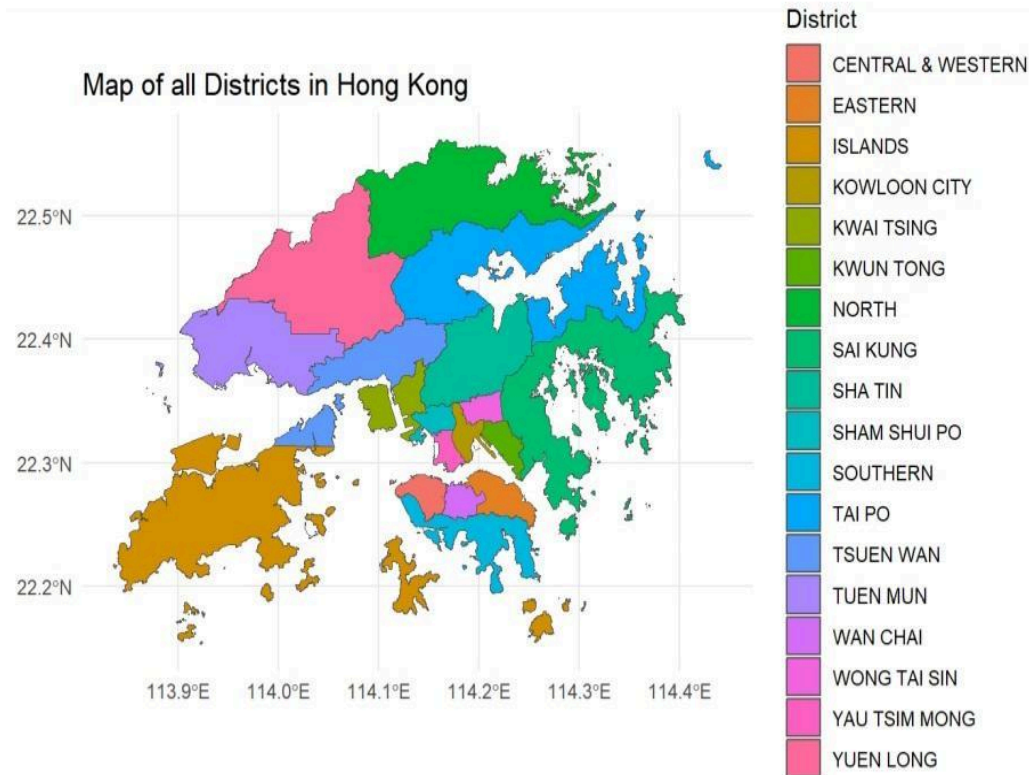 Map of all Districts in Hong Kong
22.5°N
22.4°N
22.3°N
22.2°N
113.9°E
114.0°E
114.1°E
114.2°E
114.3°E
114.4°E
District
CENTRAL & WESTERN
EASTERN
ISLANDS
KOWLOON CITY
KWAI TSING
KWUN TONG
NORTH
SAI KUNG
SHA TIN
SHAM SHUI PO
SOUTHERN
TAI PO
TSUEN WAN
TUEN MUN
WAN CHAI
WONG TAI SIN
YAU TSIM MONG
YUEN LONG